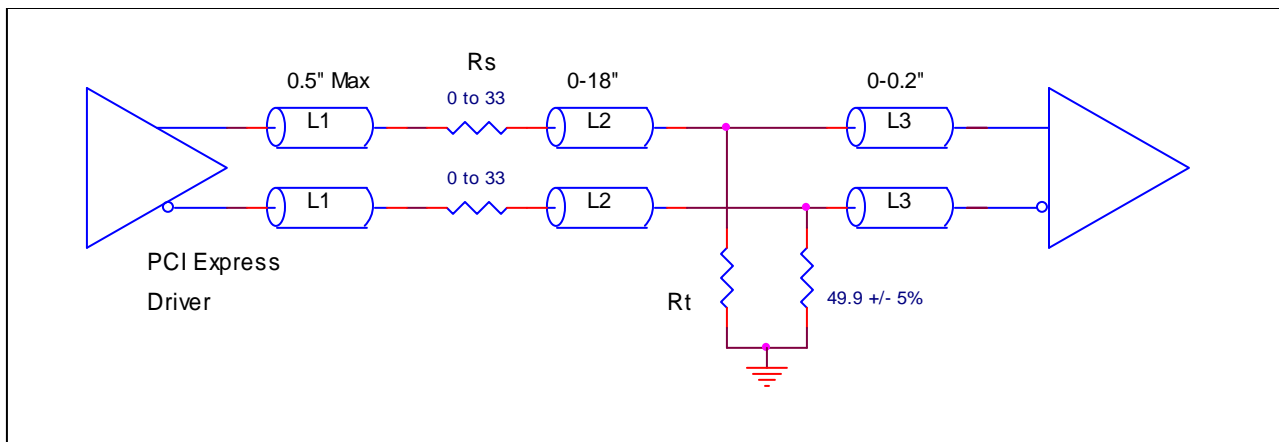 Rs
0.5" Max
0-18"
0-0.2"
0 to 33
L1
L2
L3
0 to 33
L1
L2
L3
PCI Express
Driver
Rt
49.9 +/- 5%